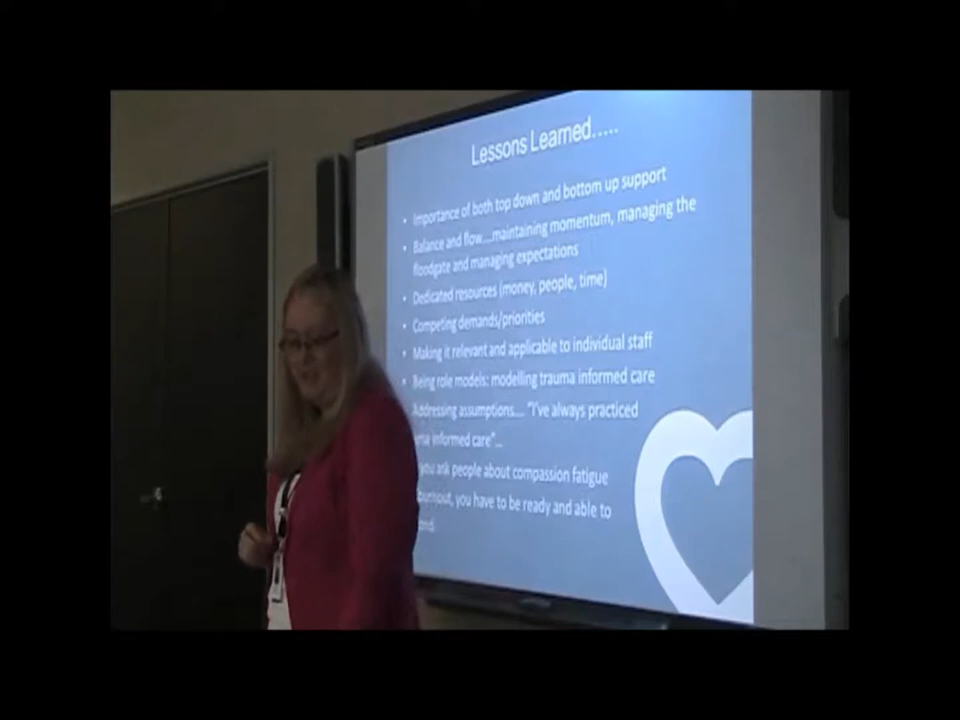 Lessons Learned.....
• Importance of both top down and bottom up support
• Balance and flow....maintaining momentum, managing the
floodgate and managing expectations
• Dedicated resources (money, people, time)
• Competing demands/priorities
• Making it relevant and applicable to individual staff
• Being role models: modelling trauma informed care
Addressing assumptions.... "I've always practiced
informed care"...
you ask people about compassion fatigue
burnout, you have to be ready and able to